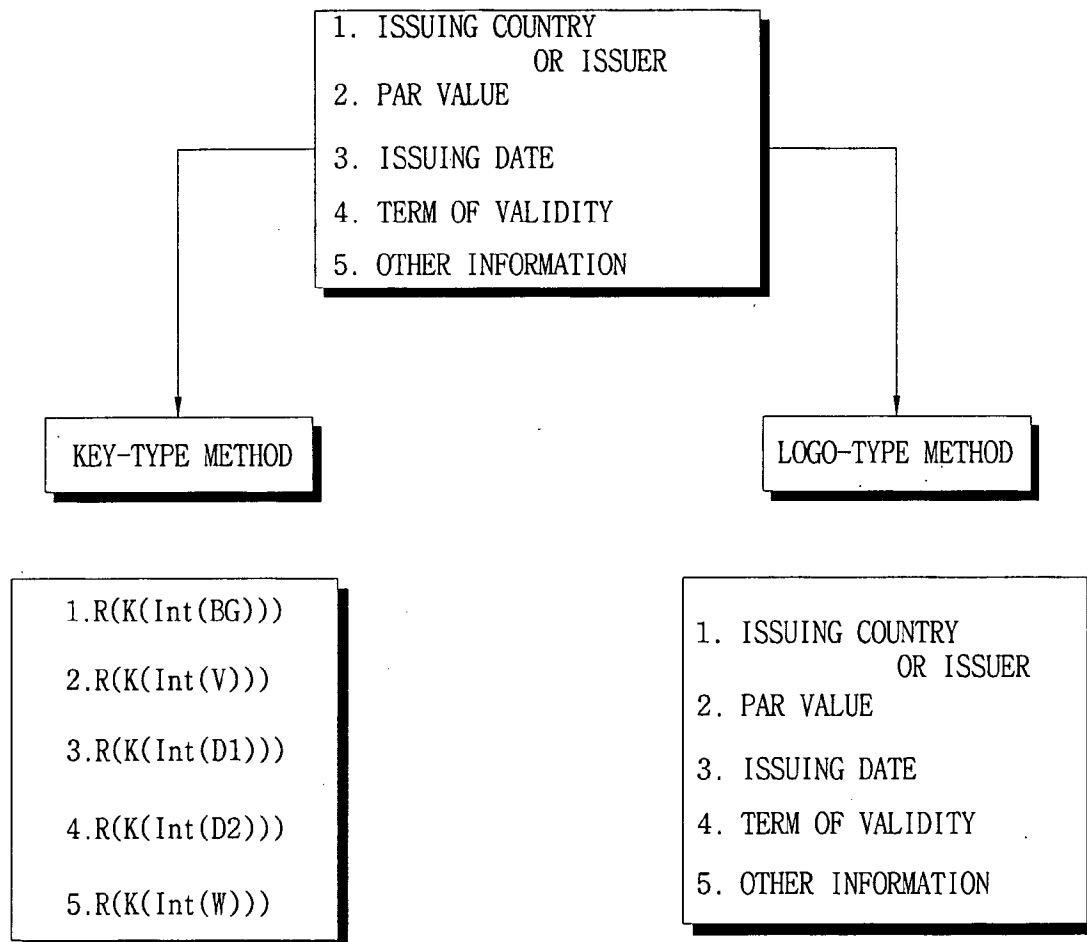 1. ISSUING COUNTRY
OR ISSUER
2. PAR VALUE
3. ISSUING DATE
4. TERM OF VALIDITY
5. OTHER INFORMATION
KEY-TYPE METHOD
LOGO-TYPE METHOD
1.R(K(Int(BG)))
2.R(K(Int(V)))
3.R(K(Int(D1)))
4.R(K(Int(D2)))
5.R(K(Int(W)))
1. ISSUING COUNTRY
OR ISSUER
2. PAR VALUE
3. ISSUING DATE
4. TERM OF VALIDITY
5. OTHER INFORMATION